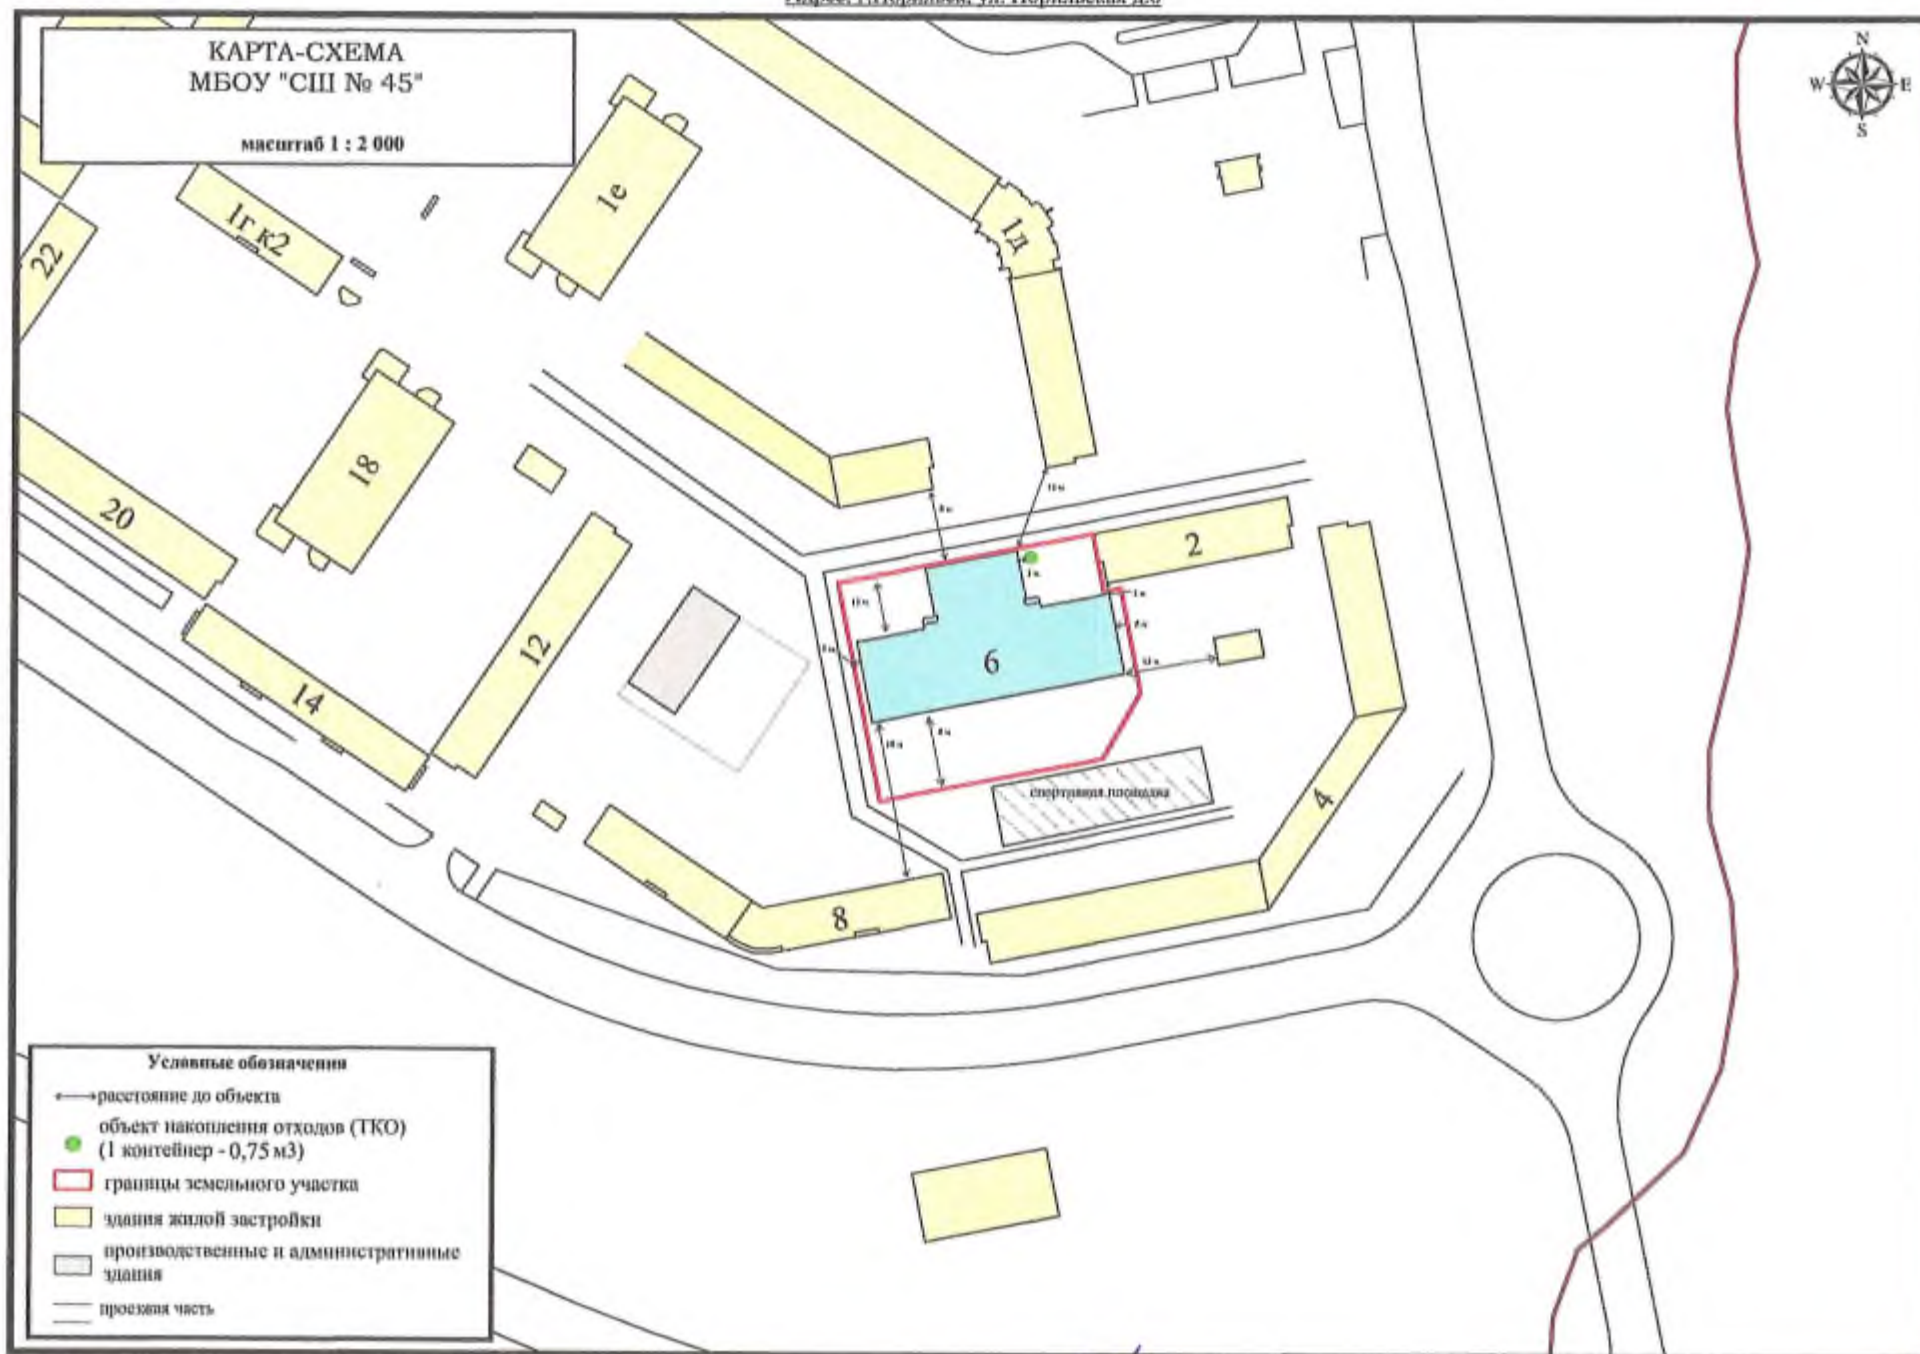 КАРТА-СХЕМА
МБОУ "СШ № 45"
масштаб 1 : 2 000
N
W
E
S
1е
1г к2
22
1д
18
20
2
12
6
14
спортивная площадка
4
8
Условные обозначения
расстояние до объекта
объект накопления отходов (ТКО)
(1 контейнер - 0,75 м3)
границы земельного участка
здания жилой застройки
производственные и административные
здания
проезжая часть